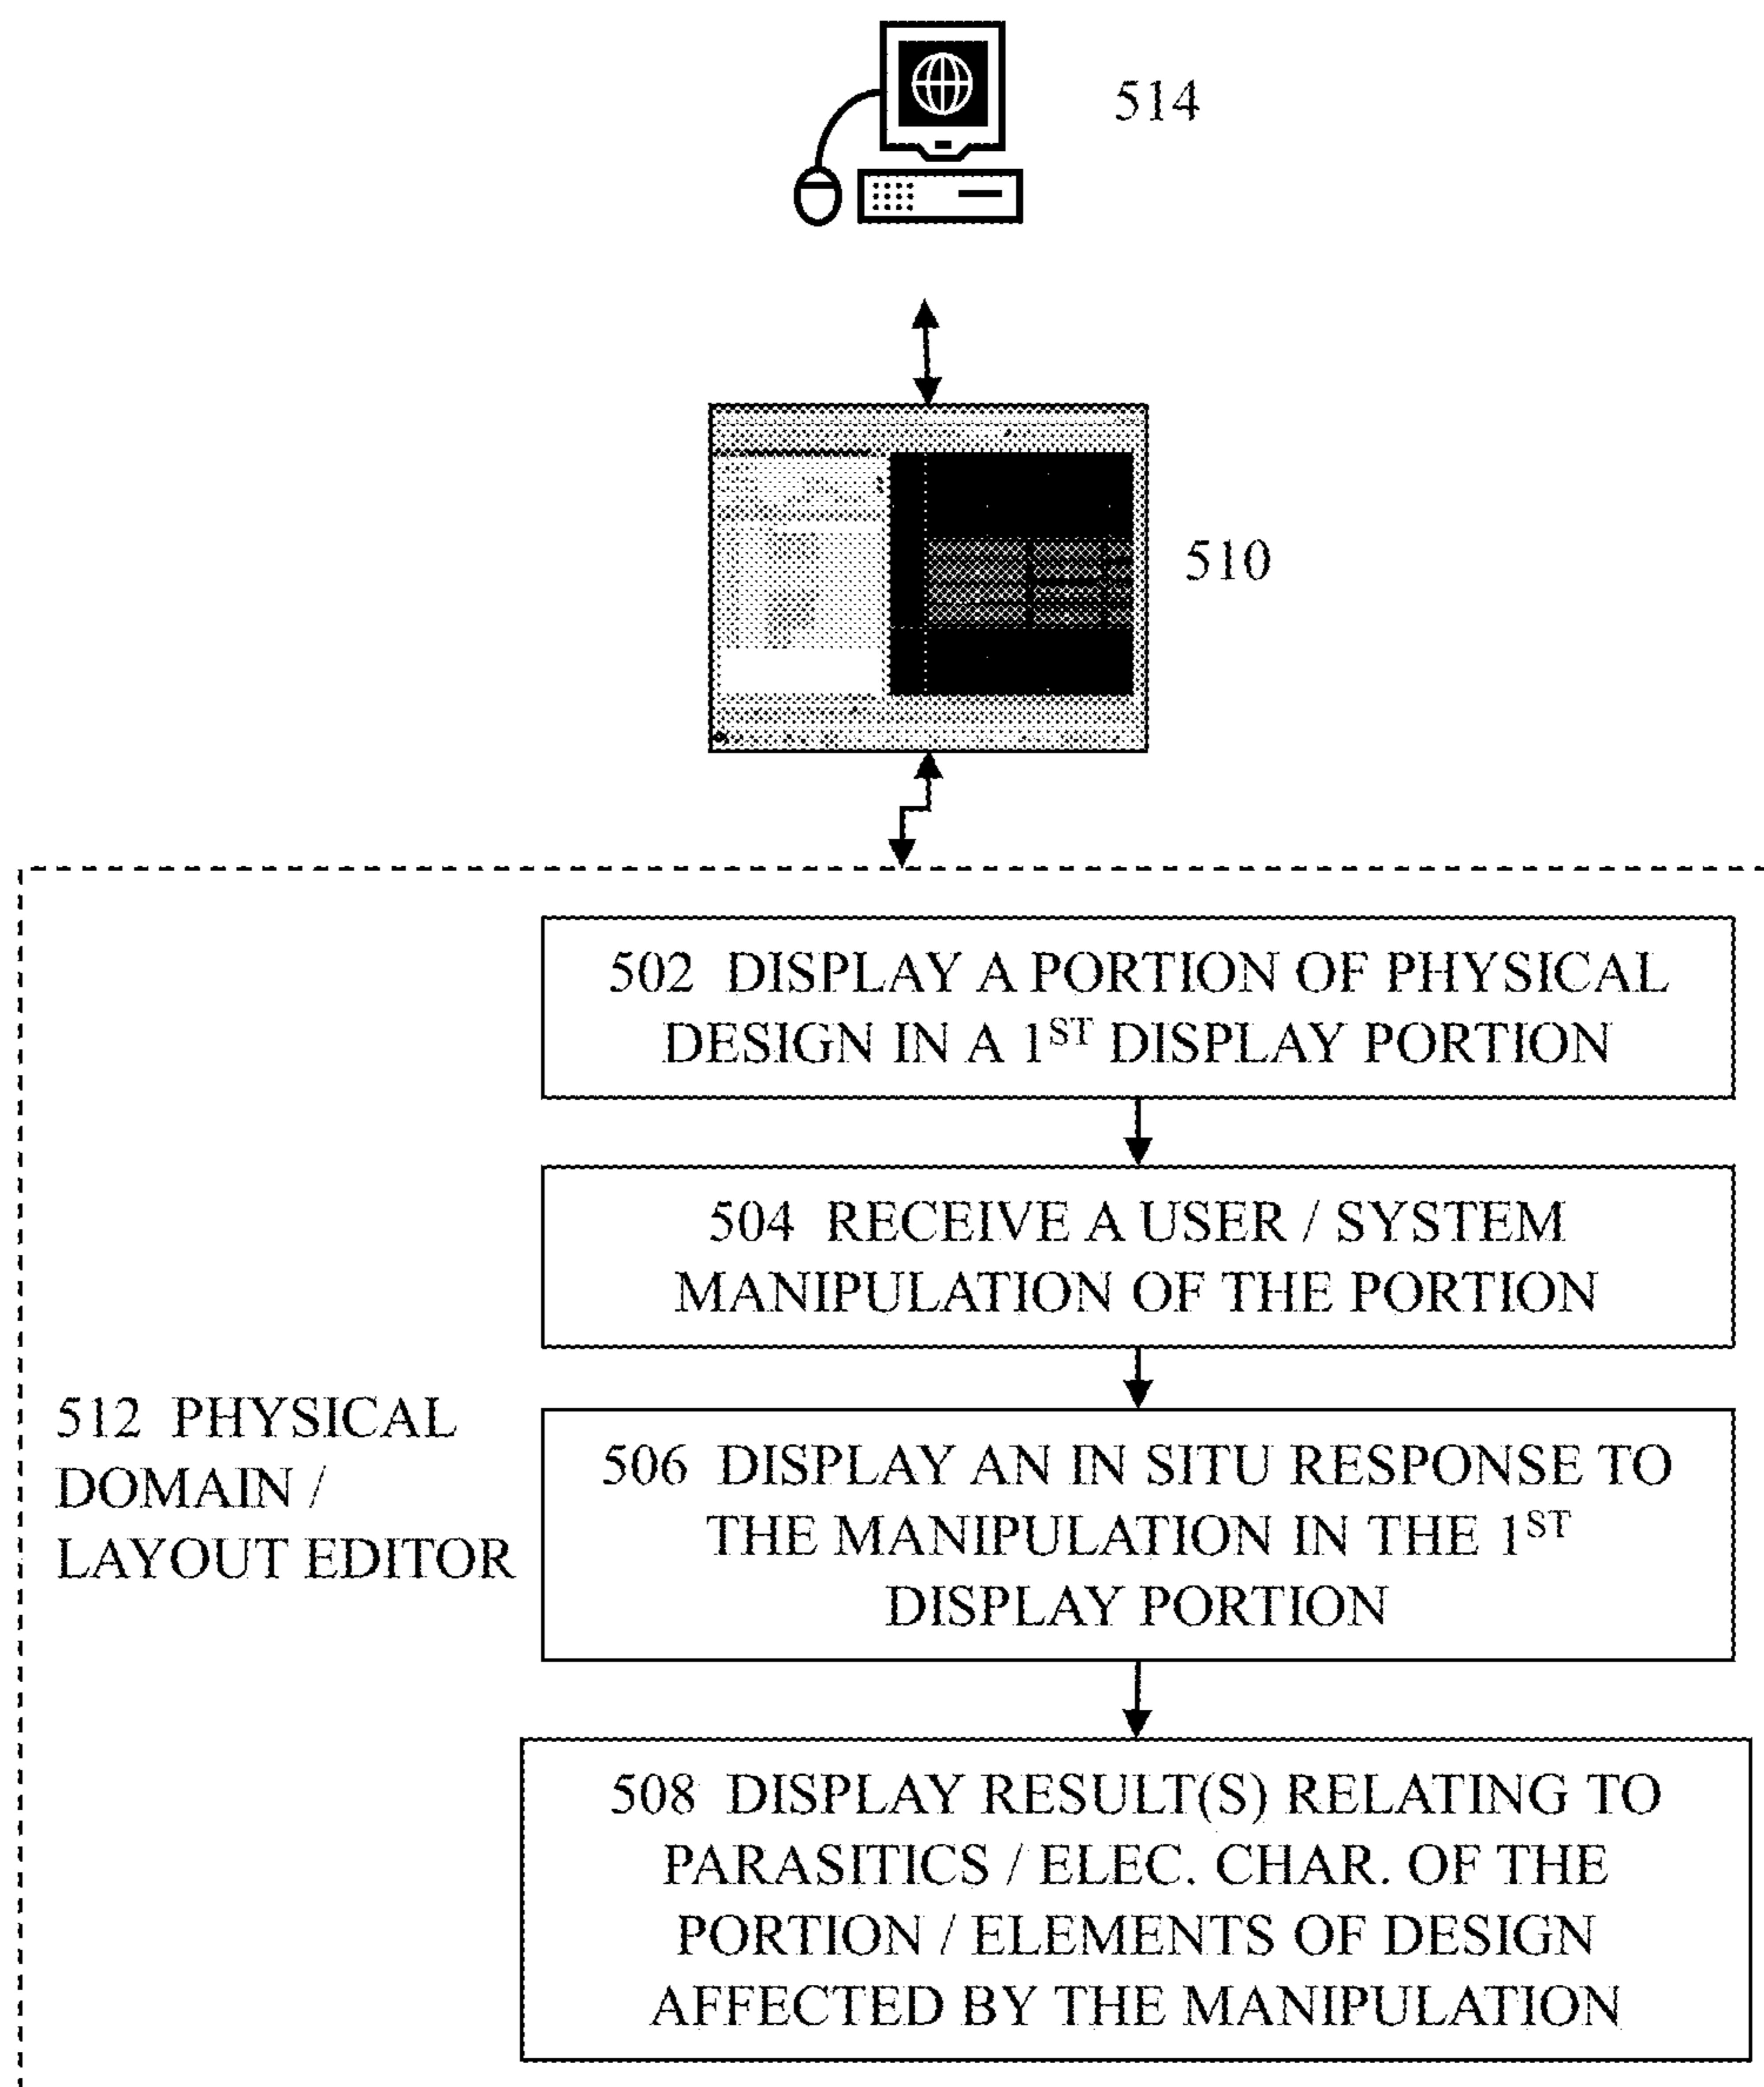 514
510
502 DISPLAY A PORTION OF PHYSICAL
DESIGN IN A 1ST DISPLAY PORTION
504 RECEIVE A USER / SYSTEM
MANIPULATION OF THE PORTION
512 PHYSICAL
DOMAIN /
LAYOUT EDITOR
506 DISPLAY AN IN SITU RESPONSE TO
THE MANIPULATION IN THE 1ST
DISPLAY PORTION
508 DISPLAY RESULT(S) RELATING TO
PARASITICS / ELEC. CHAR. OF THE
PORTION / ELEMENTS OF DESIGN
AFFECTED BY THE MANIPULATION